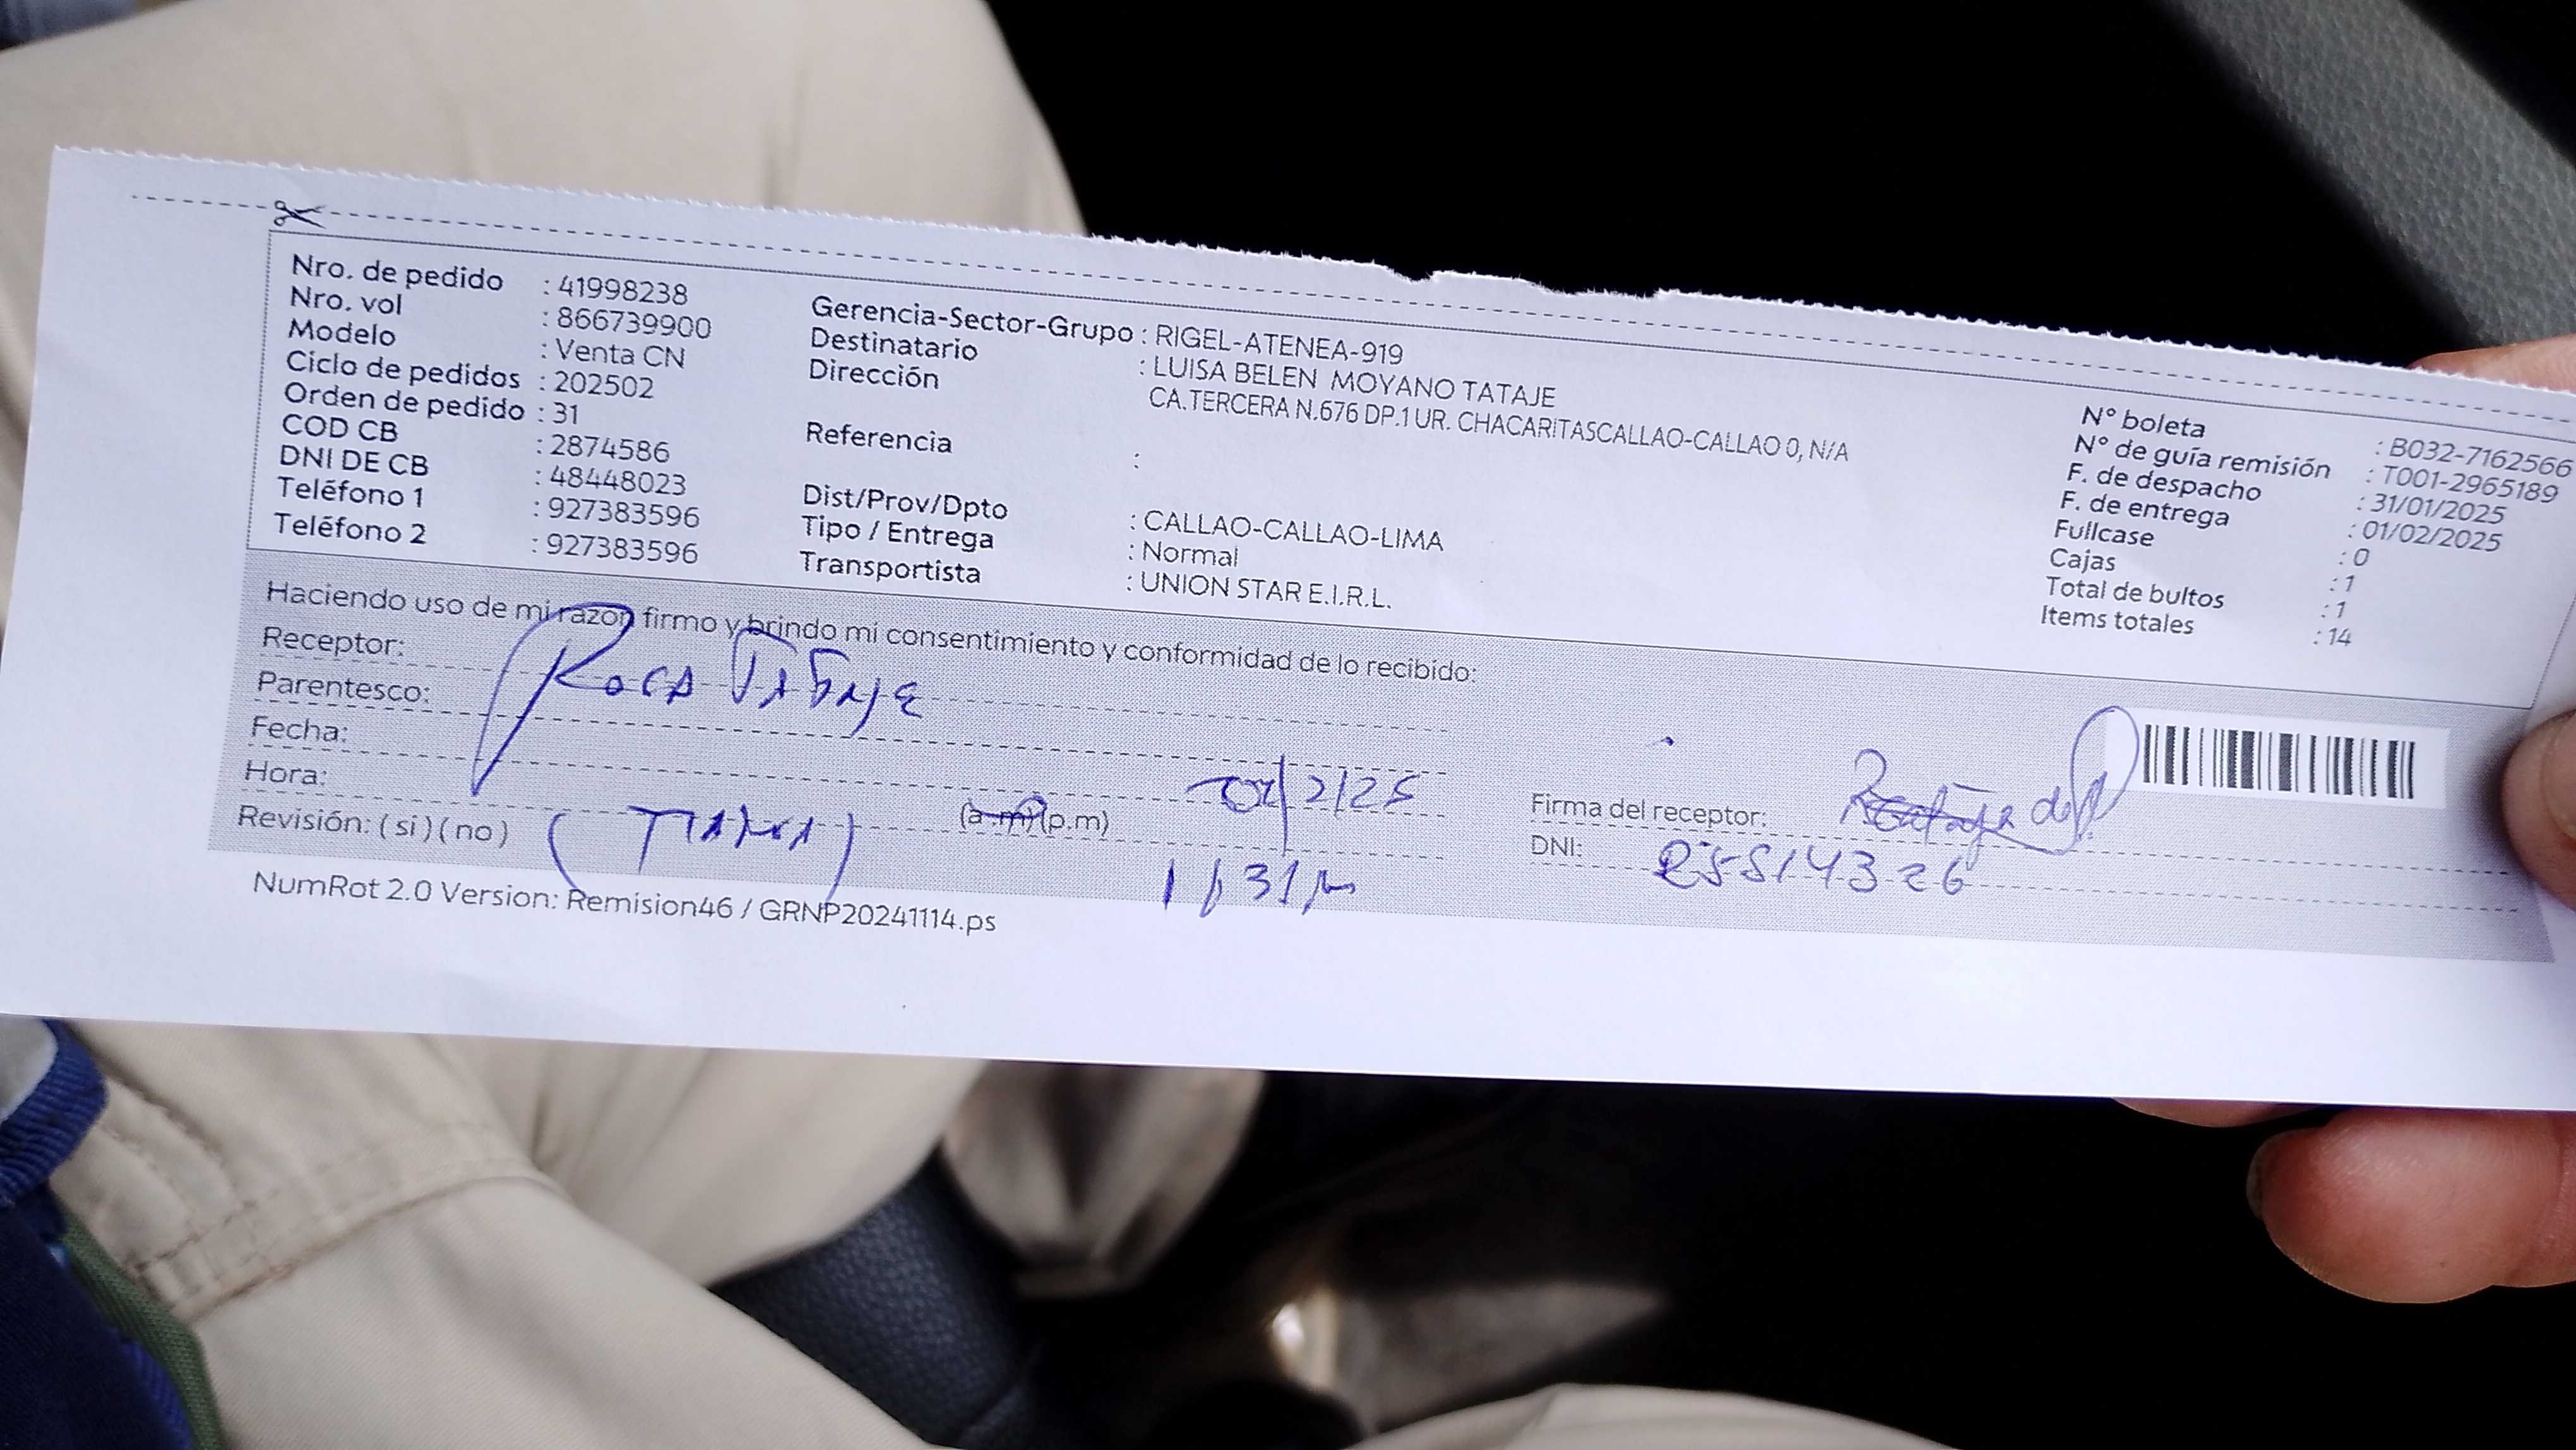 Nro. de pedido : 41998238
Nro. vol : 866739900
Modelo : Venta CN
Ciclo de pedidos : 202502
Orden de pedido : 31
COD CB : 2874586
DNI DE CB : 48448023
Teléfono 1 : 927383596
Teléfono 2 : 927383596
Gerencia-Sector-Grupo : RIGEL-ATENEA-919
Destinatario : LUISA BELEN MOYANO TATAJE
Dirección CA.TERCERA N.676 DP.1 UR. CHACARITASCALLAO-CALLAO 0, N/A
Referencia :
Dist/Prov/Dpto : CALLAO-CALLAO-LIMA
Tipo / Entrega : Normal
Transportista : UNION STAR E.I.R.L.
N° boleta : B032-7162566
N° de guía remisión : T001-2965189
F. de despacho : 31/01/2025
F. de entrega : 01/02/2025
Fullcase : 0
Cajas : 1
Total de bultos : 1
Items totales : 14
Haciendo uso de mi razon firmo y brindo mi consentimiento y conformidad de lo recibido:
Receptor: Rosa Tataje
Parentesco:
Fecha:
Hora: (a.m)(p.m)
Revisión: ( si ) ( no )
Firma del receptor:
DNI: 25514326
NumRot 2.0 Version: Remision46 / GRNP20241114.ps